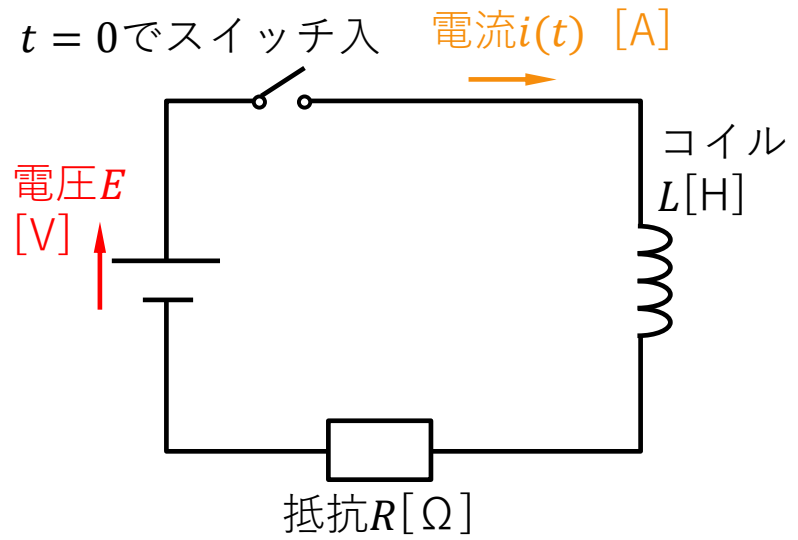 t = 0でスイッチ入
電流i(t) [A]
コイル
L[H]
電圧E
[V]
抵抗R[Ω]